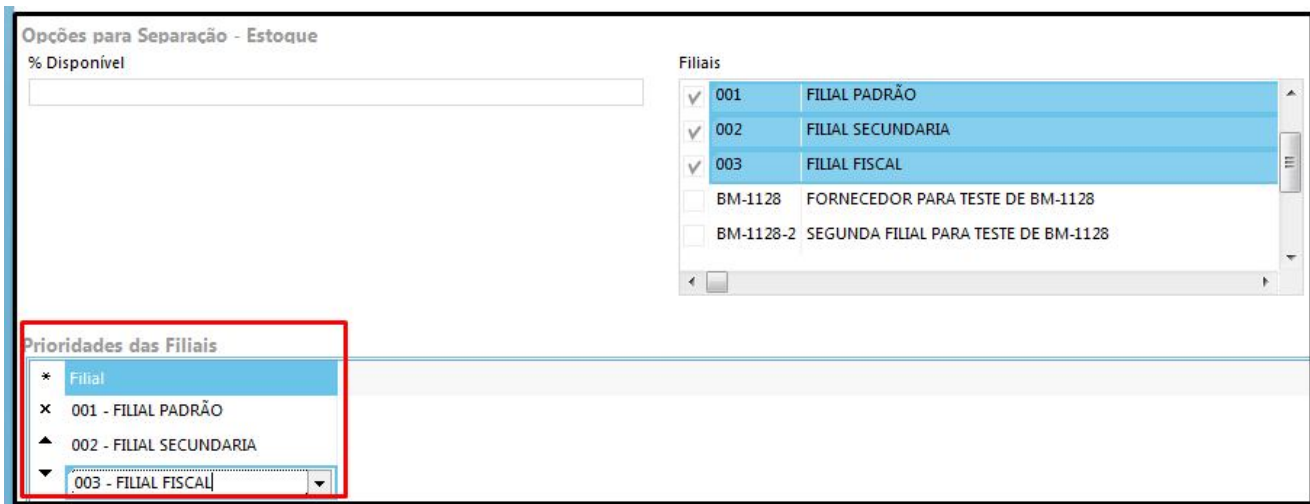 Opções para Separação - Estoque
% Disponível
Filiais
001 FILIAL PADRÃO
002 FILIAL SECUNDARIA
003 FILIAL FISCAL
BM-1128 FORNECEDOR PARA TESTE DE BM-1128
BM-1128-2 SEGUNDA FILIAL PARA TESTE DE BM-1128
Prioridades das Filiais
* Filial
001 - FILIAL PADRÃO
002 - FILIAL SECUNDARIA
003 - FILIAL FISCAL